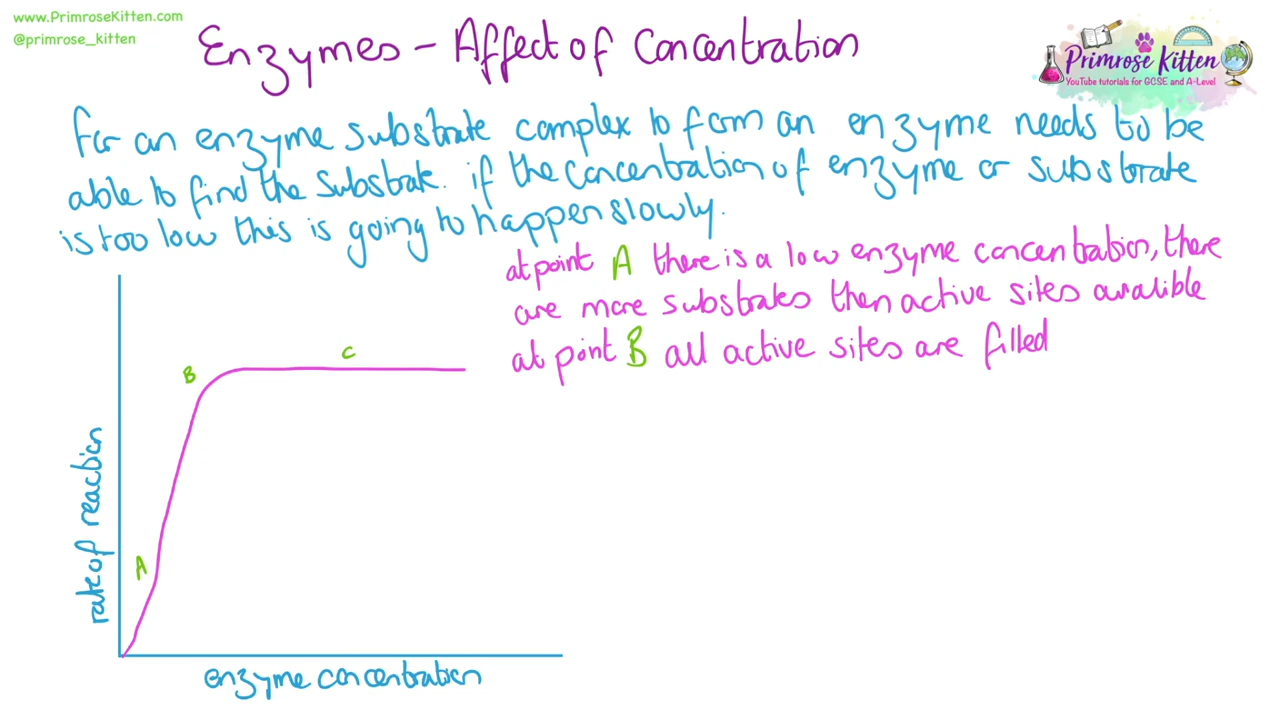 www.PrimroseKitten.com
@primrose_kitten
Enzymes - Affect of Concentration
Primrose Kitten
YouTube tutorials for GCSE and A-Level
For an enzyme substrate complex to form an enzyme needs to be
able to find the substrate. if the concentration of enzyme or substrate
is too low this is going to happen slowly.
at point A there is a low enzyme concentration, there
are more substrates then active sites availible
at point B all active sites are filled
C
B
A
rate of reaction
enzyme concentration